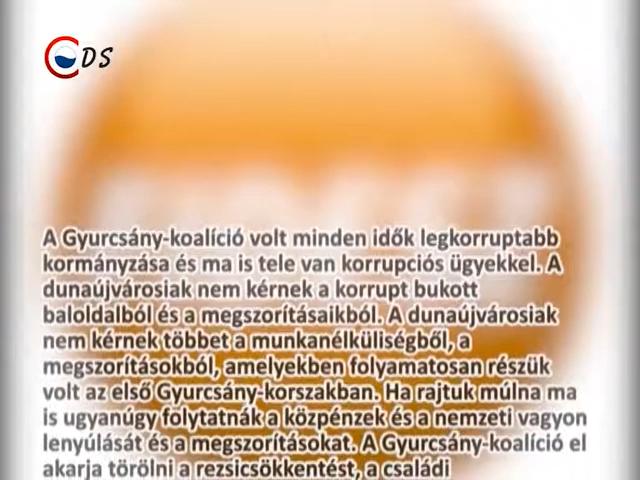 DS
A Gyurcsány-koalíció volt minden idők legkorruptabb
kormányzása és ma is tele van korrupciós ügyekkel. A
dunaújvárosiak nem kérnek a korrupt bukott
baloldalból és a megszorításaikból. A dunaújvárosiak
nem kérnek többet a munkanélküliségből, a
megszorításokból, amelyekben folyamatosan részük
volt az első Gyurcsány-korszakban. Ha rajtuk múlna ma
is ugyanúgy folytatnák a közpénzek és a nemzeti vagyon
lenyúlását és a megszorításokat. A Gyurcsány-koalíció el
akarja törölni a rezsicsökkentést, a családi